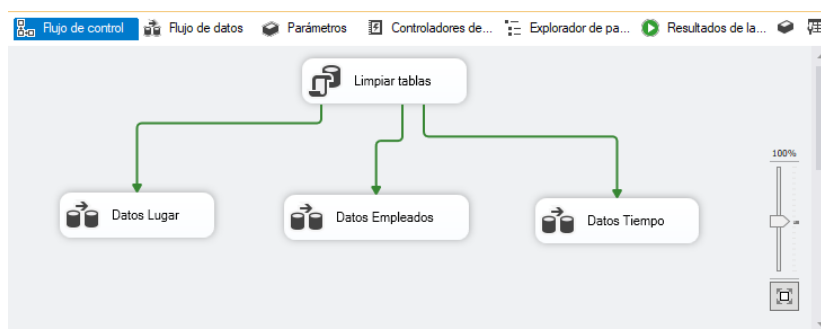 Flujo de control Flujo de datos Parámetros Controladores de... Explorador de pa... Resultados de la...
Limpiar tablas
100%
Datos Lugar Datos Empleados Datos Tiempo